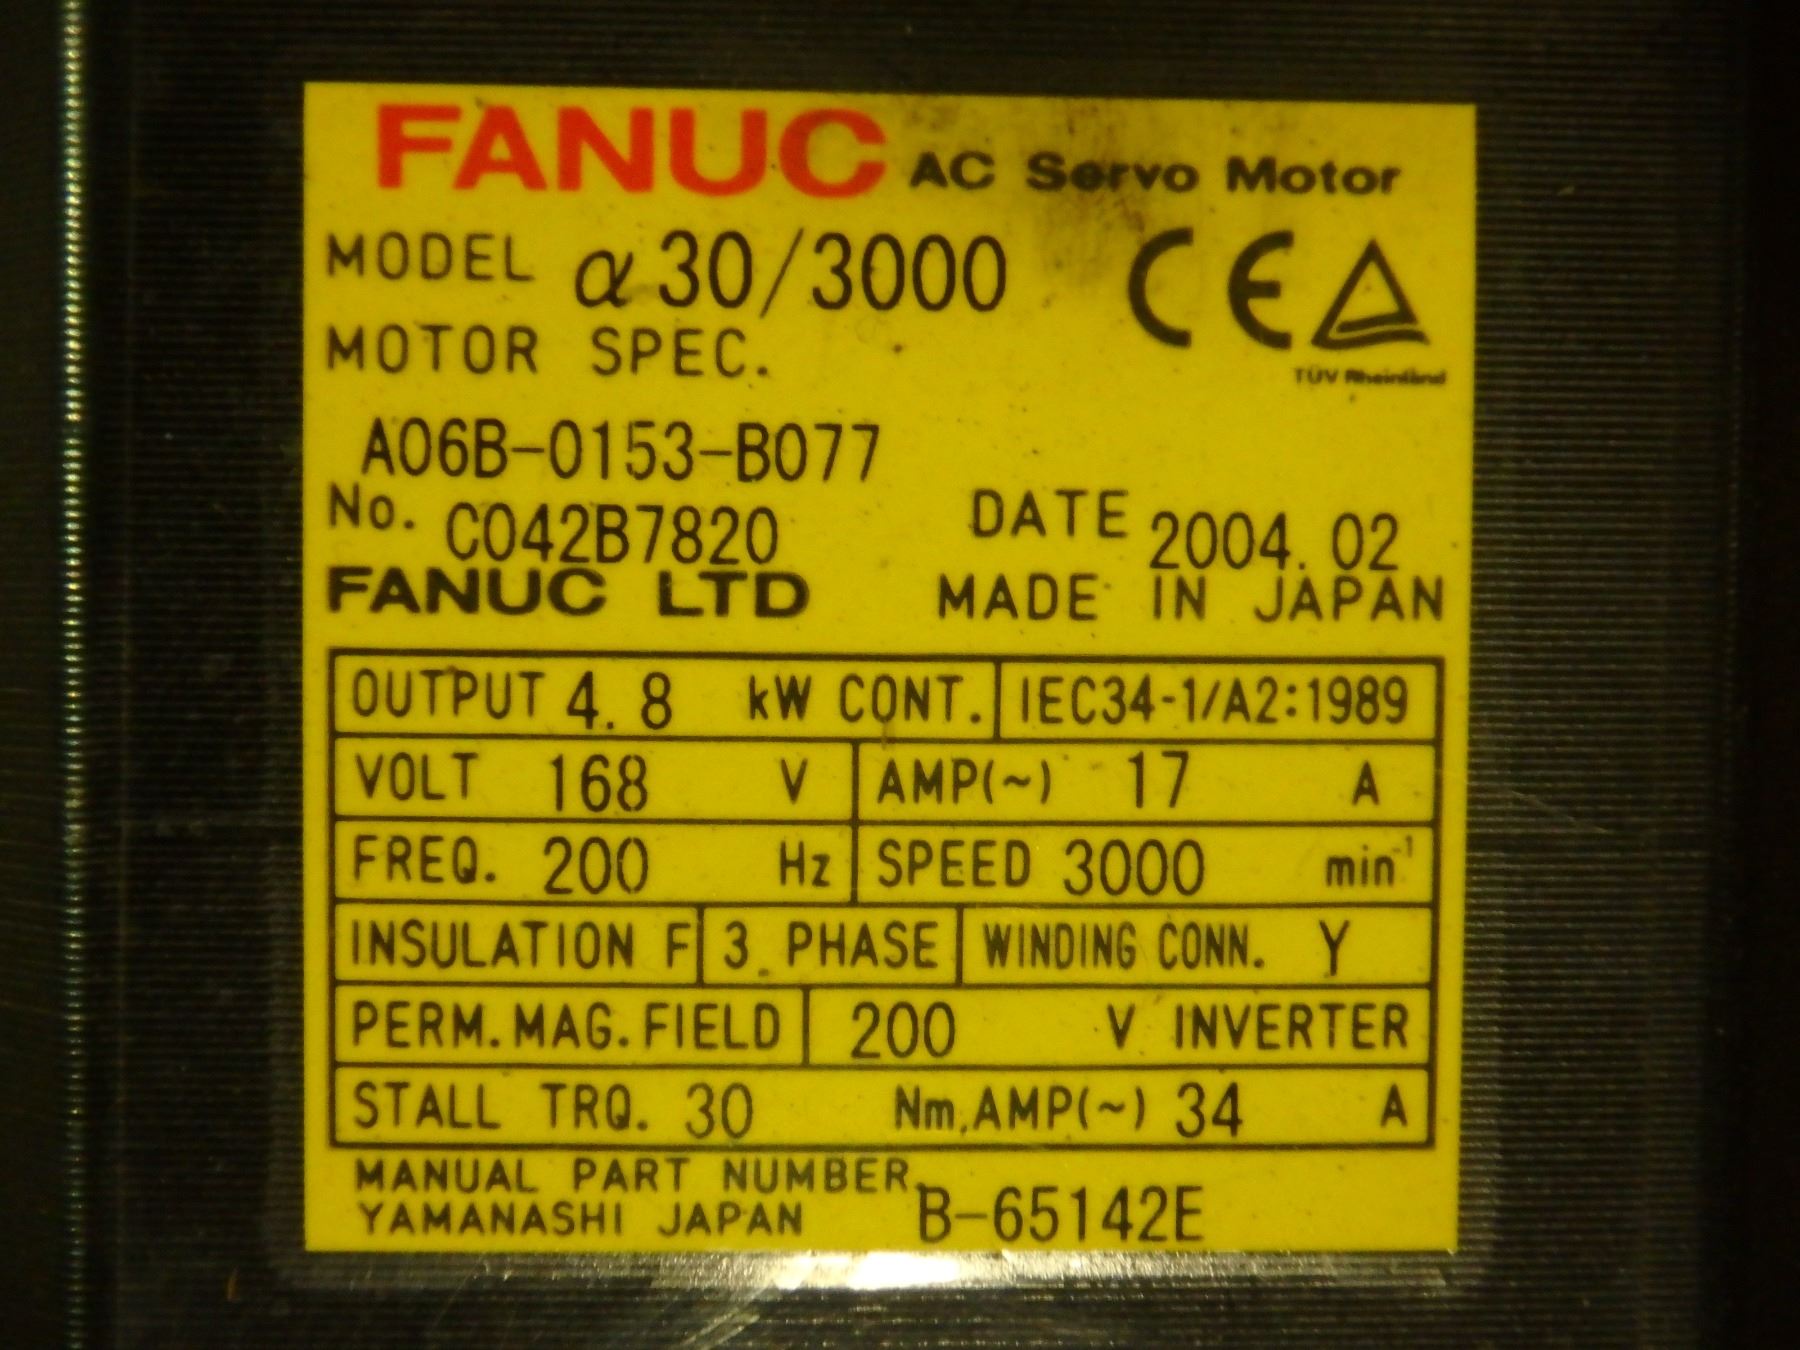 FANUC AC Servo Motor
MODEL α30/3000 CE
MOTOR SPEC.
TÜV Rheinland
A06B-0153-B077
No. C042B7820 DATE 2004.02
FANUC LTD MADE IN JAPAN
OUTPUT 4.8 kW CONT. IEC34-1/A2:1989
VOLT 168 V AMP(~) 17 A
FREQ. 200 Hz SPEED 3000 min⁻¹
INSULATION F 3 PHASE WINDING CONN. Y
PERM.MAG.FIELD 200 V INVERTER
STALL TRQ. 30 Nm,AMP(~) 34 A
MANUAL PART NUMBER,
YAMANASHI JAPAN B-65142E